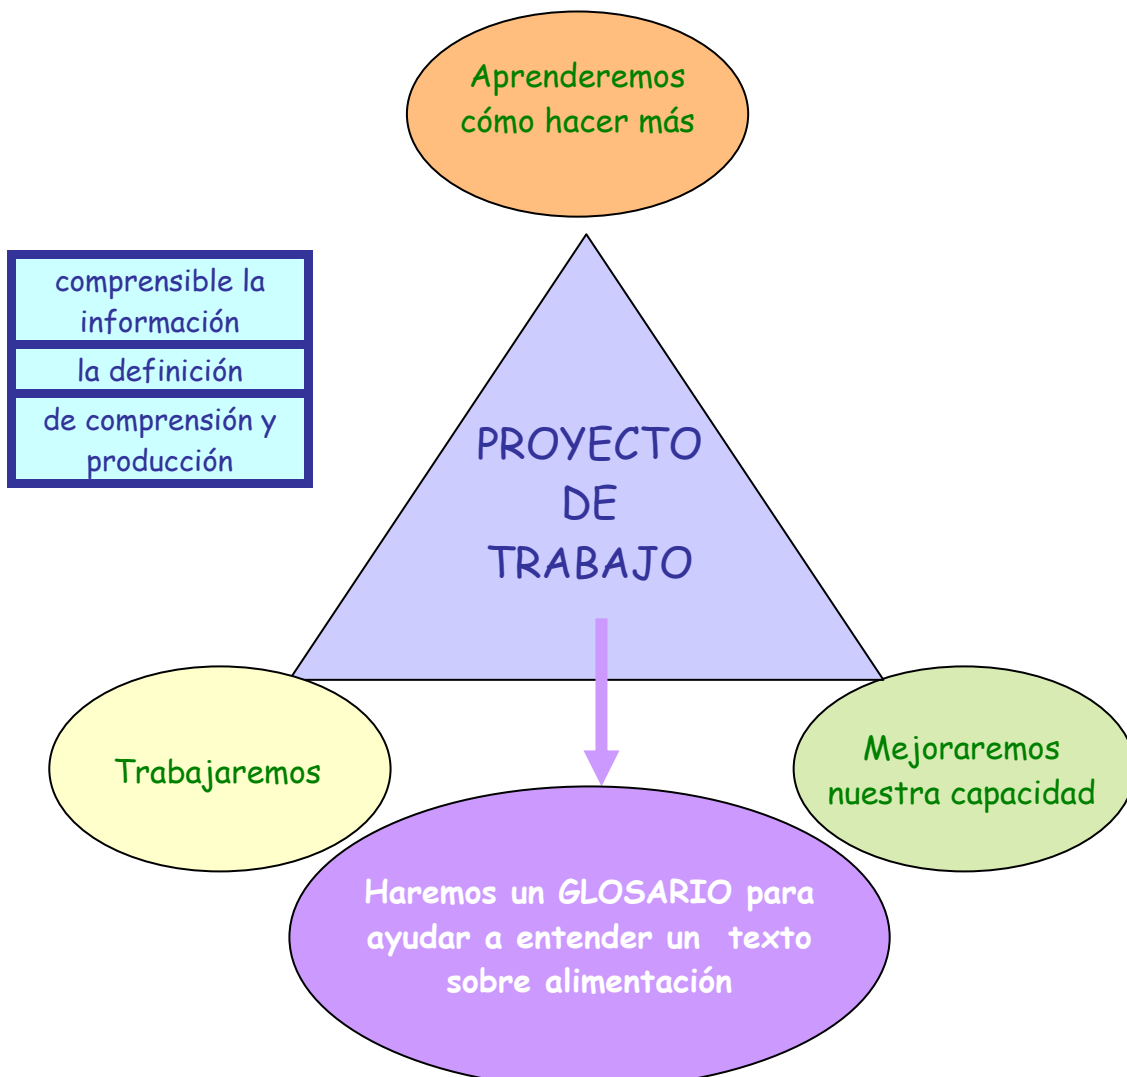 Aprenderemos
cómo hacer más
comprensible la
información
la definición
de comprensión y
producción
PROYECTO
DE
TRABAJO
Trabajaremos
Mejoraremos
nuestra capacidad
Haremos un GLOSARIO para
ayudar a entender un texto
sobre alimentación